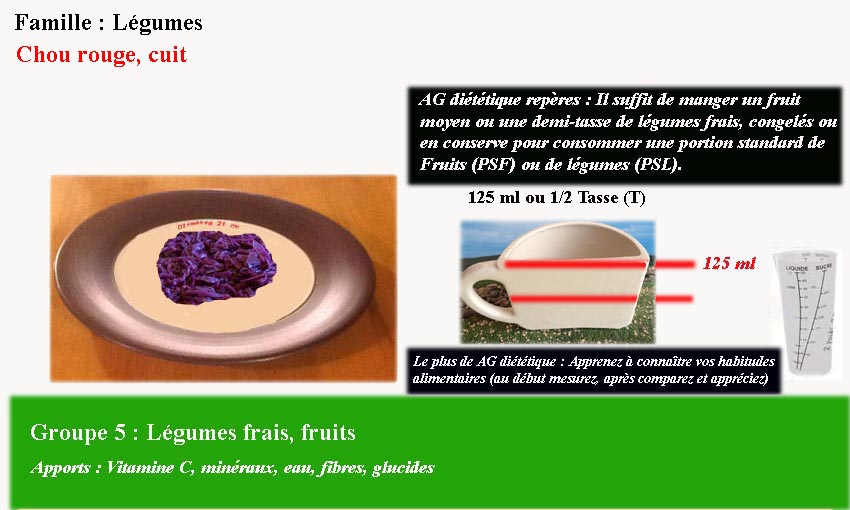 Famille : Légumes
Chou rouge, cuit
AG diététique repères : Il suffit de manger un fruit
moyen ou une demi-tasse de légumes frais, congelés ou
en conserve pour consommer une portion standard de
Fruits (PSF) ou de légumes (PSL).
125 ml ou 1/2 Tasse (T)
Diamètre 21 cm
125 ml
LIQUIDE SUCRE
Le plus de AG diététique : Apprenez à connaître vos habitudes
alimentaires (au début mesurez, après comparez et appréciez)
Groupe 5 : Légumes frais, fruits
Apports : Vitamine C, minéraux, eau, fibres, glucides